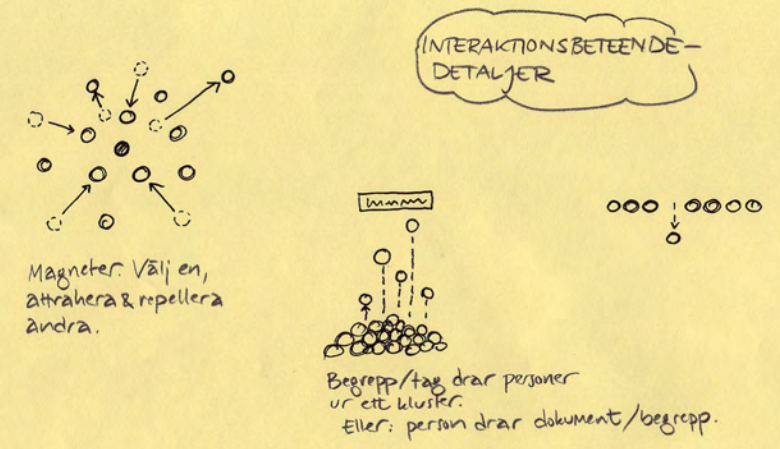 INTERAKTIONSBETEENDE-
DETALJER
Magneter. Välj en,
attrahera & repellera
andra.
Begrepp/tag drar personer
ur ett kluster.
Eller: person drar dokument/begrepp.